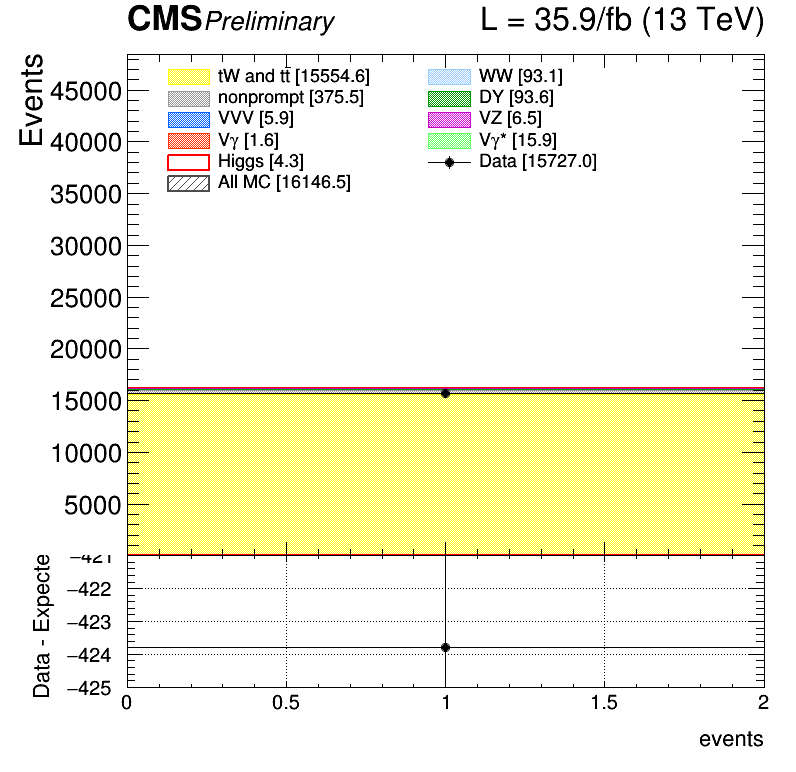 CMS Preliminary L = 35.9/fb (13 TeV)
Events
tW and tt̄ [15554.6]
nonprompt [375.5]
VVV [5.9]
Vγ [1.6]
Higgs [4.3]
All MC [16146.5]
WW [93.1]
DY [93.6]
VZ [6.5]
Vγ* [15.9]
Data [15727.0]
45000
40000
35000
30000
25000
20000
15000
10000
5000
Data - Expecte
−421
−422
−423
−424
−425
0 0.5 1 1.5 2
events